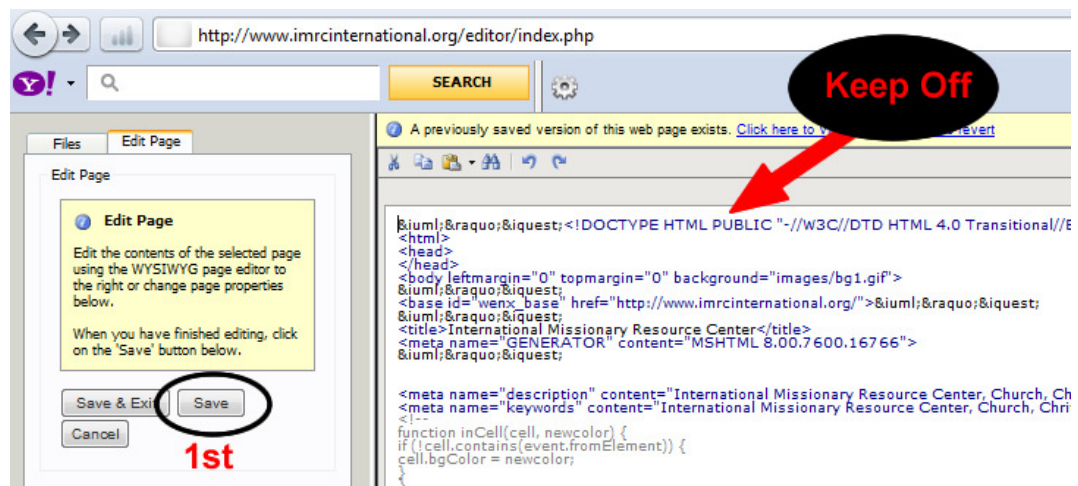 http://www.imrcinternational.org/editor/index.php
Y!
SEARCH
Keep Off
Files
Edit Page
A previously saved version of this web page exists. Click here to revert
Edit Page
Edit Page
Edit the contents of the selected page
using the WYSIWYG page editor to
the right or change page properties
below.
When you have finished editing, click
on the 'Save' button below.
Save & Exit
Save
Cancel
1st
&iuml;&raquo;&iquest;<!DOCTYPE HTML PUBLIC "-//W3C//DTD HTML 4.0 Transitional//E
<html>
<head>
</head>
<body leftmargin="0" topmargin="0" background="images/bg1.gif">
&iuml;&raquo;&iquest;
<base id="wenx_base" href="http://www.imrcinternational.org/">&iuml;&raquo;&iquest;
&iuml;&raquo;&iquest;
<title>International Missionary Resource Center</title>
<meta name="GENERATOR" content="MSHTML 8.00.7600.16766">
&iuml;&raquo;&iquest;
<meta name="description" content="International Missionary Resource Center, Church, Ch
<meta name="keywords" content="International Missionary Resource Center, Church, Chri
<!--
function inCell(cell, newcolor) {
if (!cell.contains(event.fromElement)) {
cell.bgColor = newcolor;
}
{